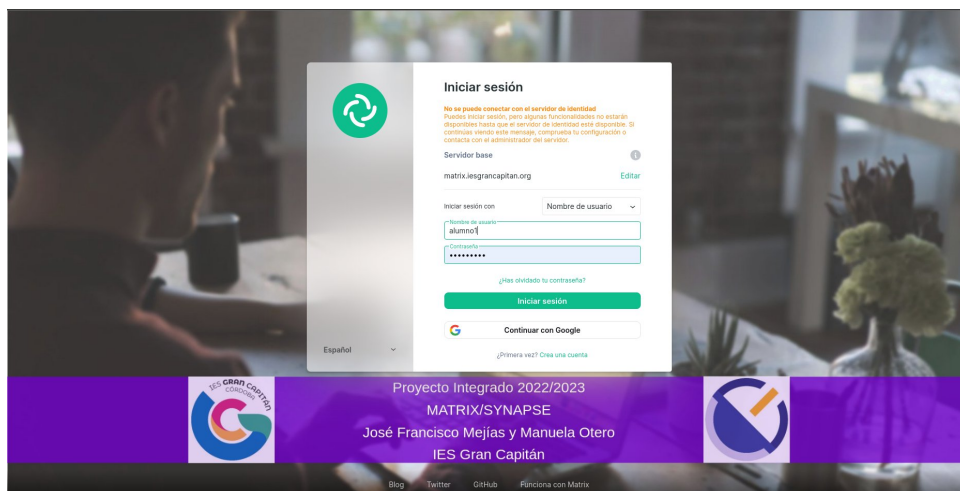 Iniciar sesión
No se puede conectar con el servidor de identidad
Puedes iniciar sesión, pero algunas funcionalidades no estarán
disponibles hasta que el servidor de identidad esté disponible. Si
continúas viendo este mensaje, comprueba tu configuración o
contacta con el administrador del servidor.
Servidor base
matrix.iesgrancapitan.org Editar
Iniciar sesión con Nombre de usuario
Nombre de usuario
alumno1
Contraseña
•••••••••
¿Has olvidado tu contraseña?
Iniciar sesión
Continuar con Google
Español
¿Primera vez? Crea una cuenta
IES GRAN CAPITÁN
CÓRDOBA
Proyecto Integrado 2022/2023
MATRIX/SYNAPSE
José Francisco Mejías y Manuela Otero
IES Gran Capitán
Blog Twitter GitHub Funciona con Matrix